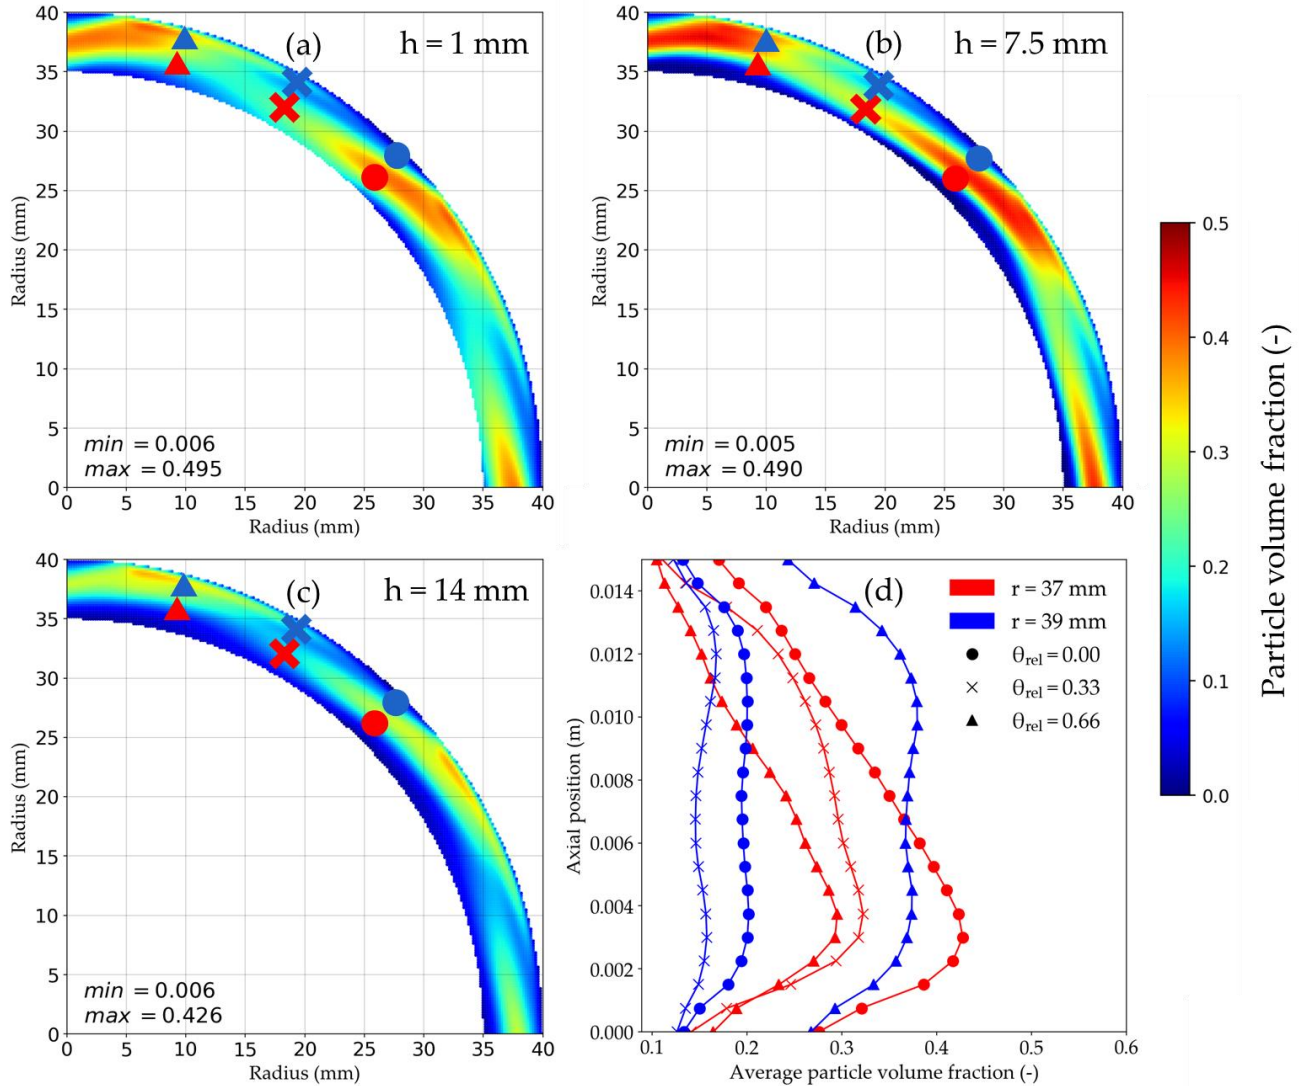 (a)
h = 1 mm
40
35
30
25
20
15
10
5
0
Radius (mm)
min = 0.006
max = 0.495
0 5 10 15 20 25 30 35 40
Radius (mm)
(b)
h = 7.5 mm
40
35
30
25
20
15
10
5
0
Radius (mm)
min = 0.005
max = 0.490
0 5 10 15 20 25 30 35 40
Radius (mm)
(c)
h = 14 mm
40
35
30
25
20
15
10
5
0
Radius (mm)
min = 0.006
max = 0.426
0 5 10 15 20 25 30 35 40
Radius (mm)
(d)
r = 37 mm
r = 39 mm
θrel = 0.00
θrel = 0.33
θrel = 0.66
0.014
0.012
0.010
0.008
0.006
0.004
0.002
0.000
Axial position (m)
0.1 0.2 0.3 0.4 0.5 0.6
Average particle volume fraction (-)
0.5
0.4
0.3
0.2
0.1
0.0
Particle volume fraction (-)